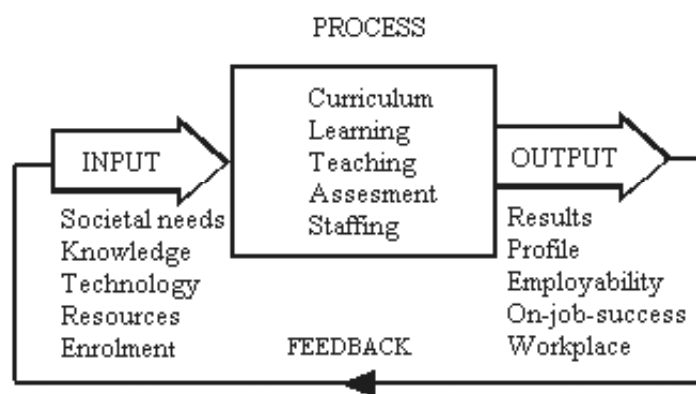 PROCESS
Curriculum
Learning
Teaching
Assesment
Staffing
INPUT
Societal needs
Knowledge
Technology
Resources
Enrolment
OUTPUT
Results
Profile
Employability
On-job-success
Workplace
FEEDBACK